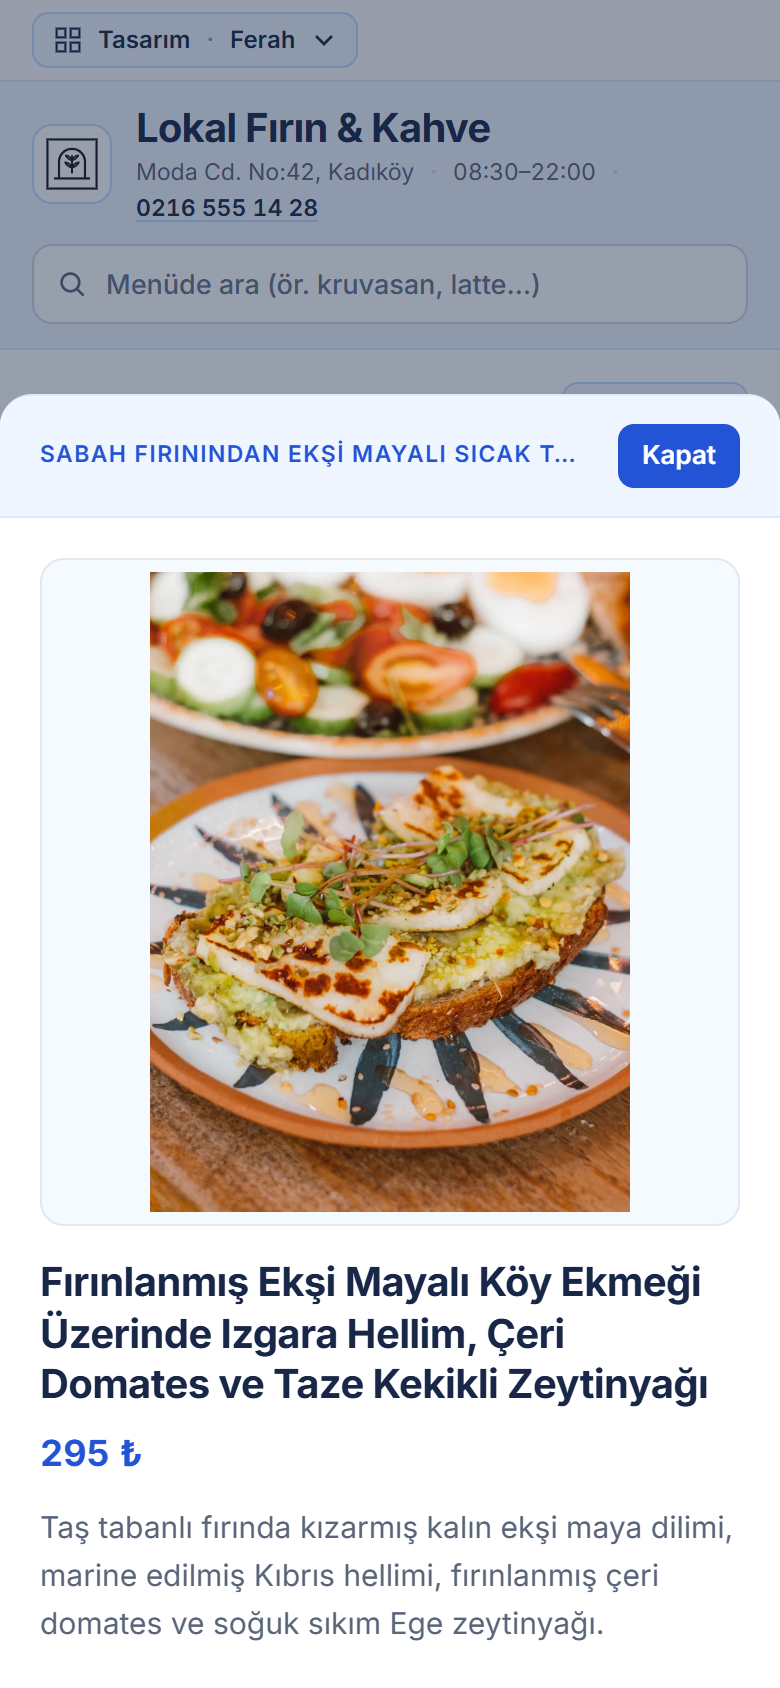 Tasarım · Ferah
Lokal Fırın & Kahve
Moda Cd. No:42, Kadıköy · 08:30–22:00 ·
0216 555 14 28
Menüde ara (ör. kruvasan, latte...)
SABAH FIRININDAN EKŞİ MAYALI SICAK T...
Kapat
Fırınlanmış Ekşi Mayalı Köy Ekmeği
Üzerinde Izgara Hellim, Çeri
Domates ve Taze Kekikli Zeytinyağı
295 ₺
Taş tabanlı fırında kızarmış kalın ekşi maya dilimi,
marine edilmiş Kıbrıs hellimi, fırınlanmış çeri
domates ve soğuk sıkım Ege zeytinyağı.